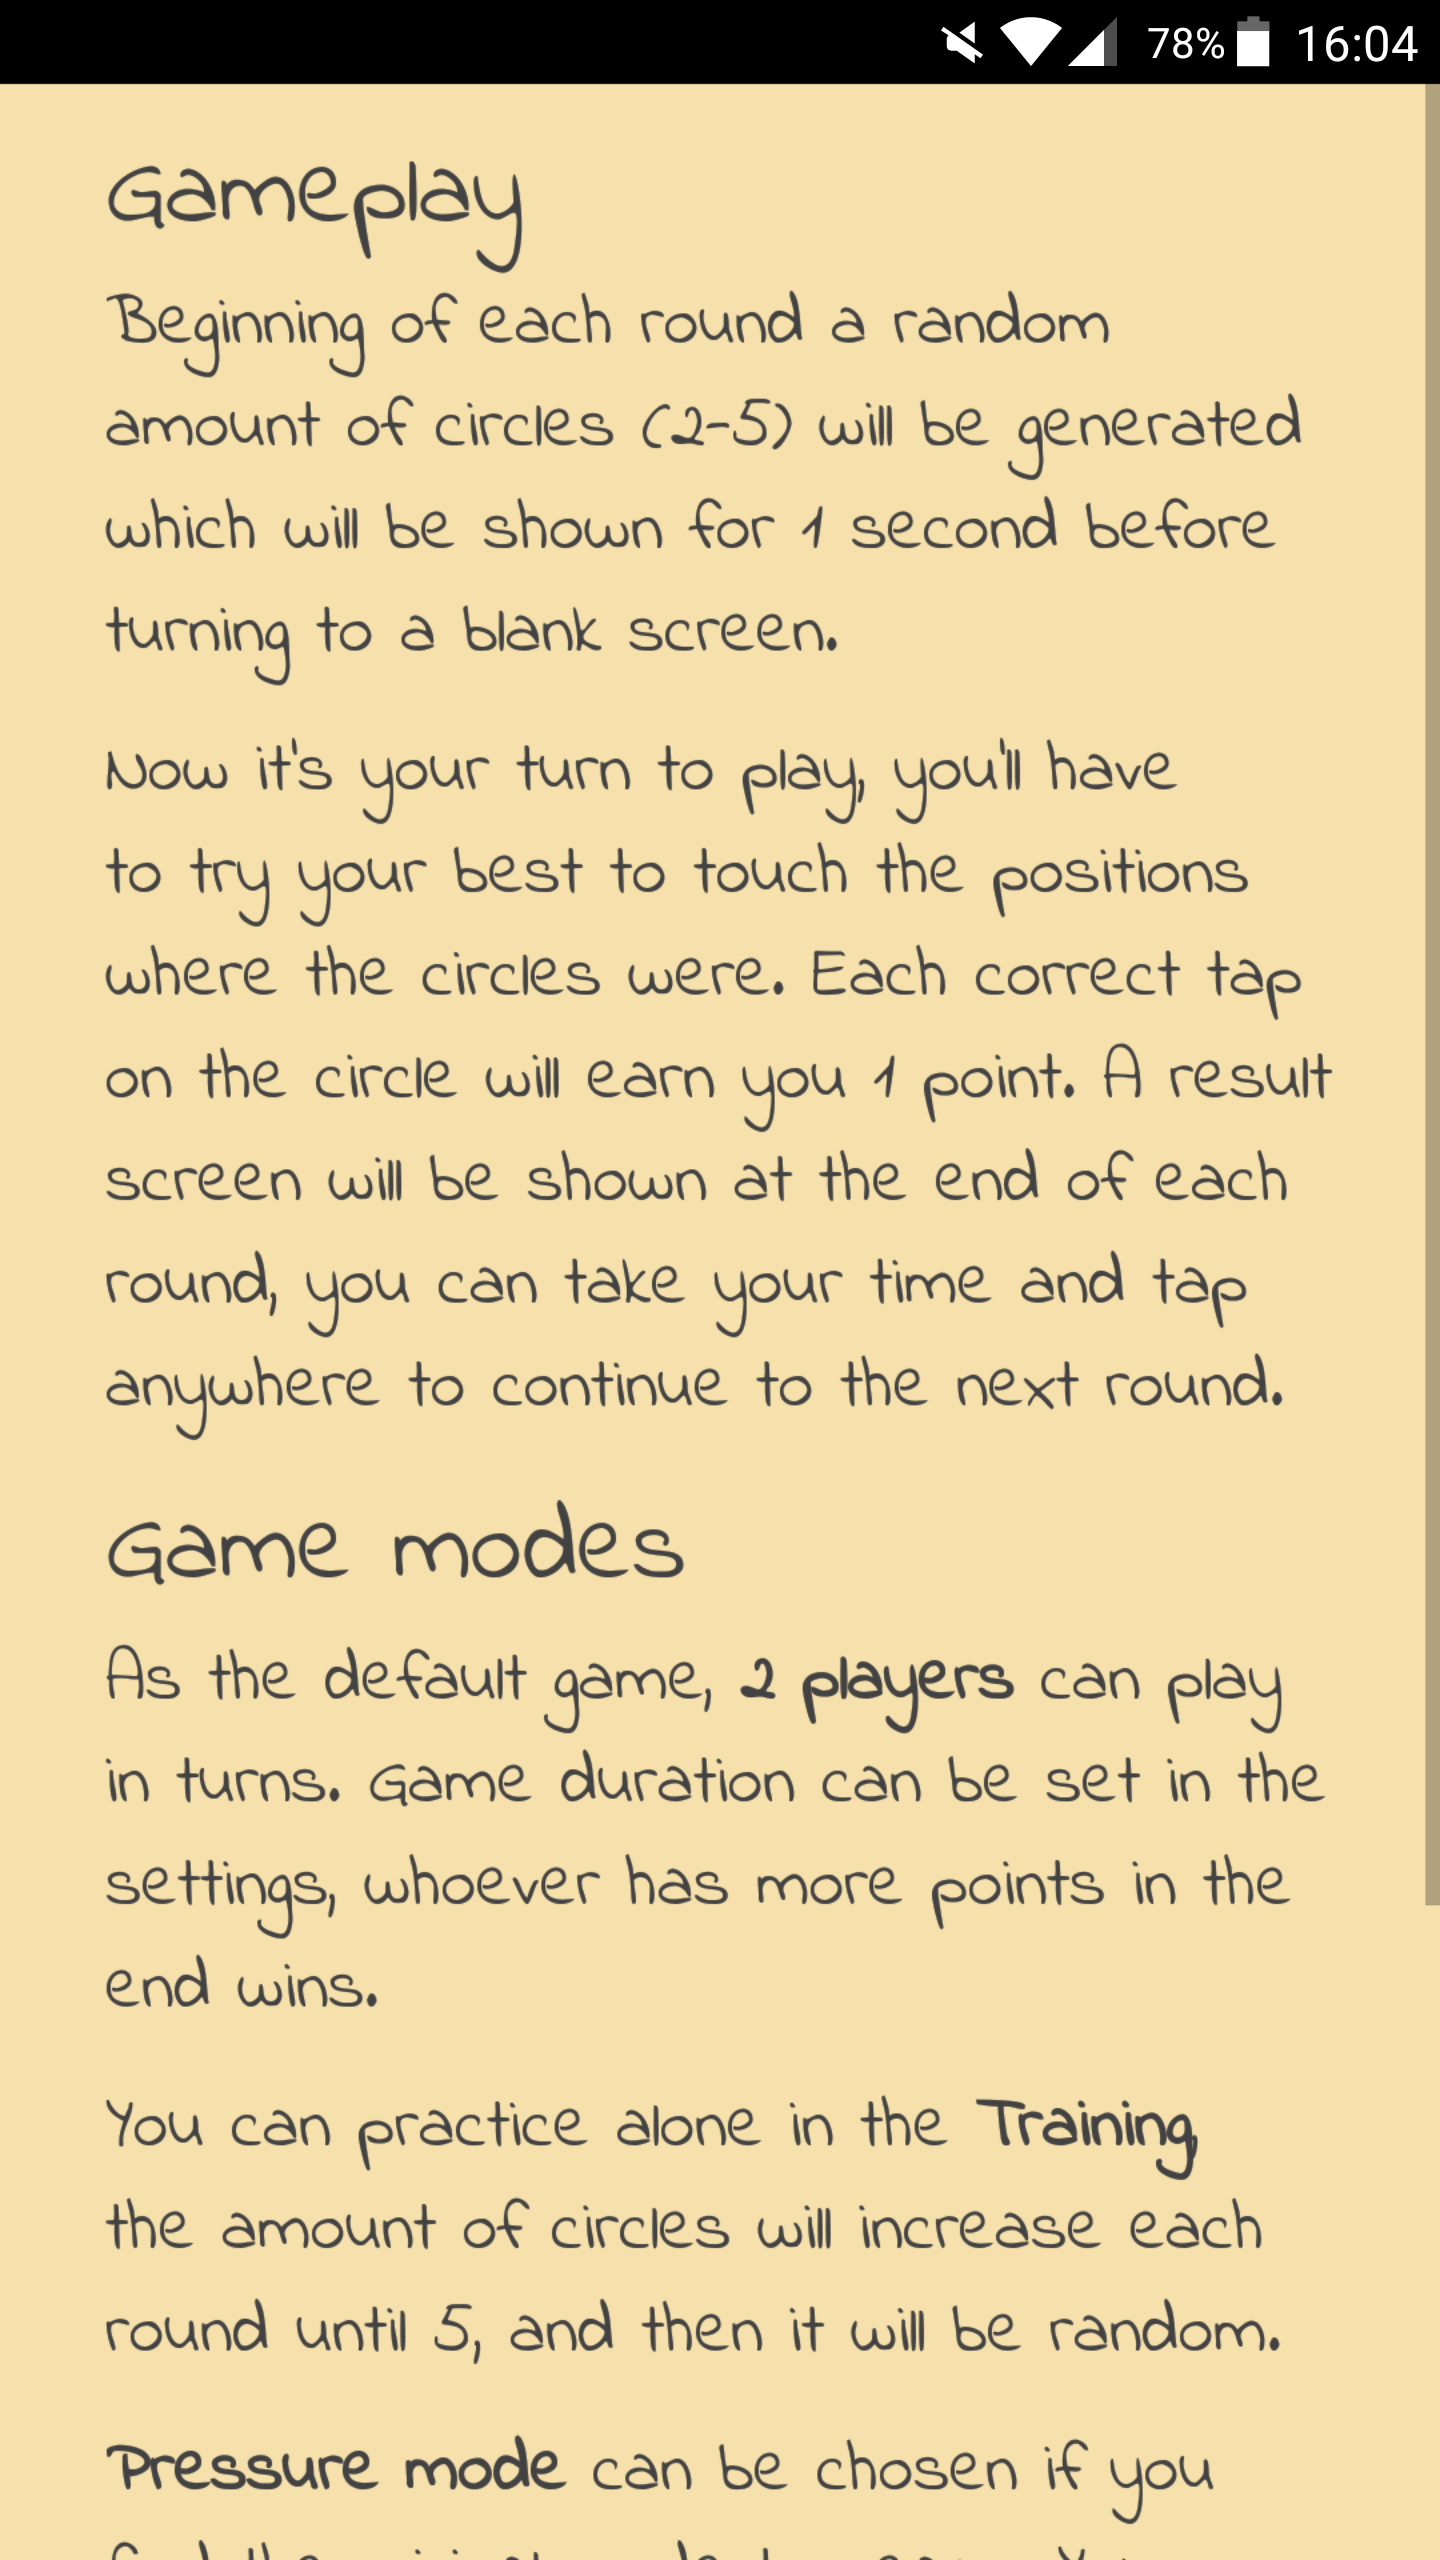 78% 16:04
Gameplay
Beginning of each round a random
amount of circles (2-5) will be generated
which will be shown for 1 second before
turning to a blank screen.
Now it's your turn to play, you'll have
to try your best to touch the positions
where the circles were. Each correct tap
on the circle will earn you 1 point. A result
screen will be shown at the end of each
round, you can take your time and tap
anywhere to continue to the next round.
Game modes
As the default game, 2 players can play
in turns. Game duration can be set in the
settings, whoever has more points in the
end wins.
You can practice alone in the Training,
the amount of circles will increase each
round until 5, and then it will be random.
Pressure mode can be chosen if you